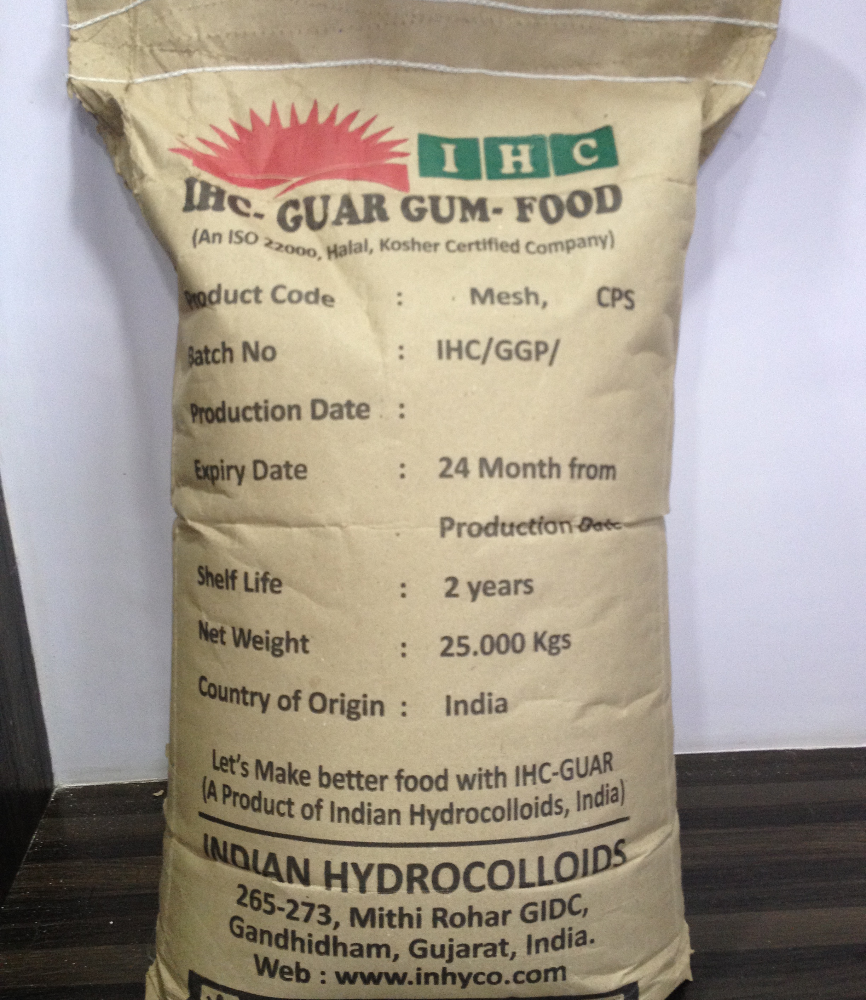 I H C
IHC- GUAR GUM- FOOD
(An ISO 22000, Halal, Kosher Certified Company)
Product Code : Mesh, CPS
Batch No : IHC/GGP/
Production Date :
Expiry Date : 24 Month from
Production Date
Shelf Life : 2 years
Net Weight : 25.000 Kgs
Country of Origin : India
Let's Make better food with IHC-GUAR
(A Product of Indian Hydrocolloids, India)
INDIAN HYDROCOLLOIDS
265-273, Mithi Rohar GIDC,
Gandhidham, Gujarat, India.
Web : www.inhyco.com